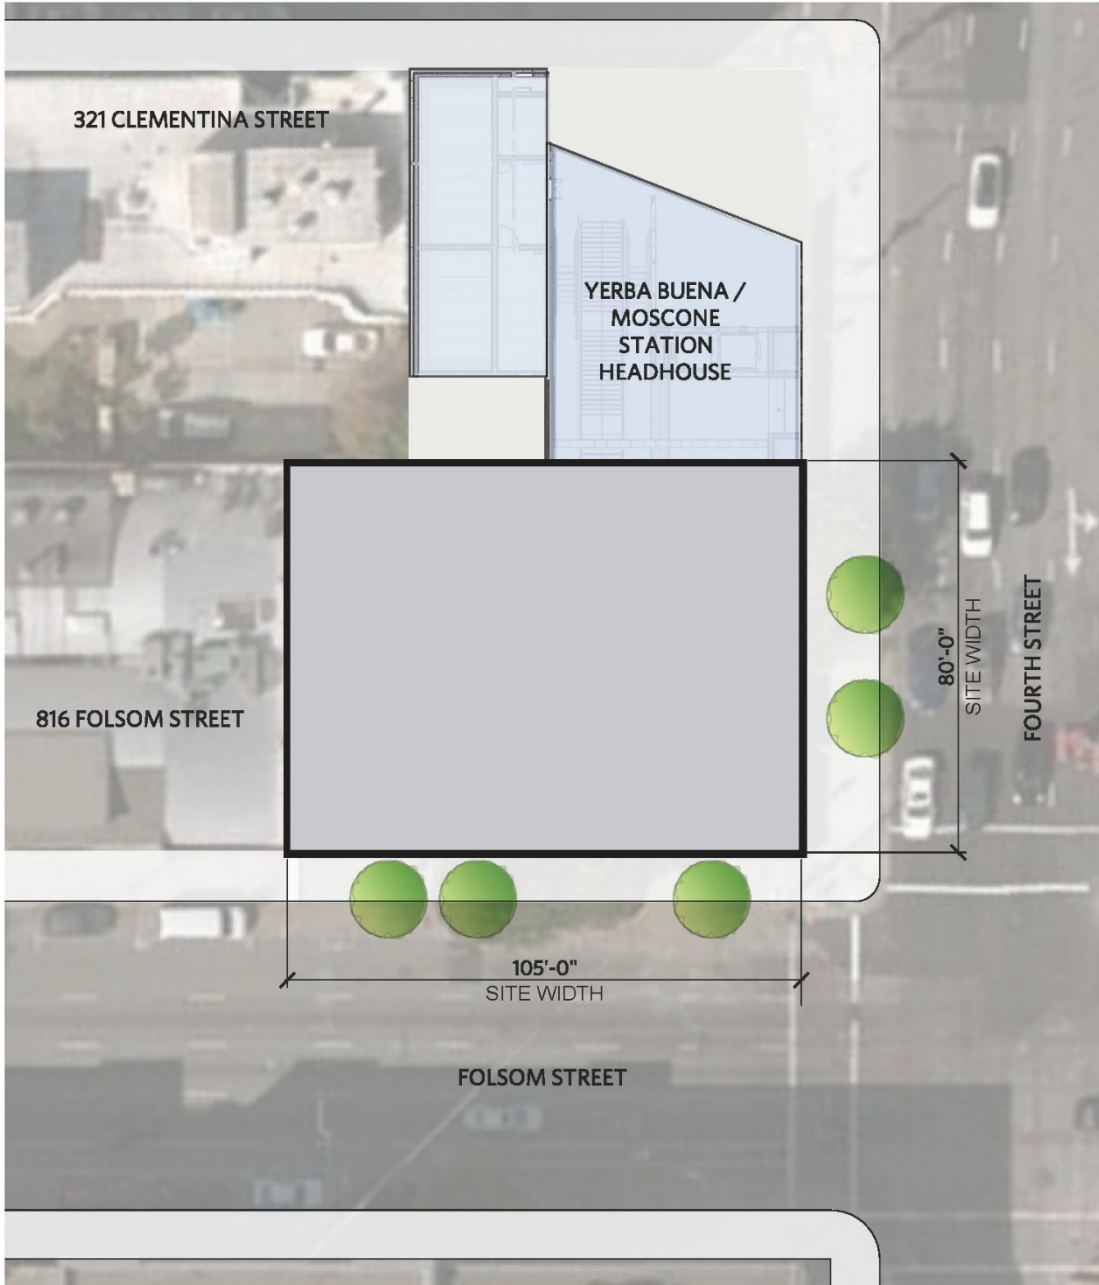 321 CLEMENTINA STREET
YERBA BUENA /
MOSCONE
STATION
HEADHOUSE
816 FOLSOM STREET
80'-0"
SITE WIDTH
FOURTH STREET
105'-0"
SITE WIDTH
FOLSOM STREET